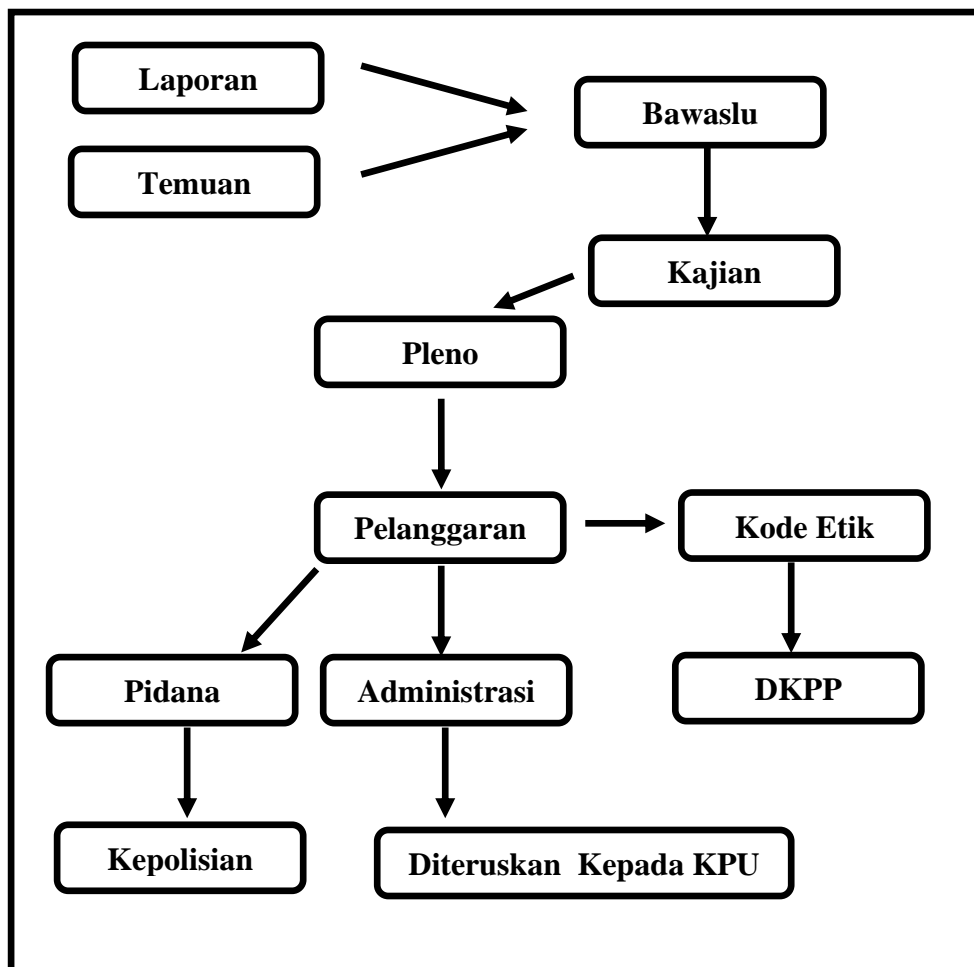 Laporan
Bawaslu
Temuan
Kajian
Pleno
Pelanggaran
Kode Etik
Pidana
Administrasi
DKPP
Kepolisian
Diteruskan  Kepada KPU